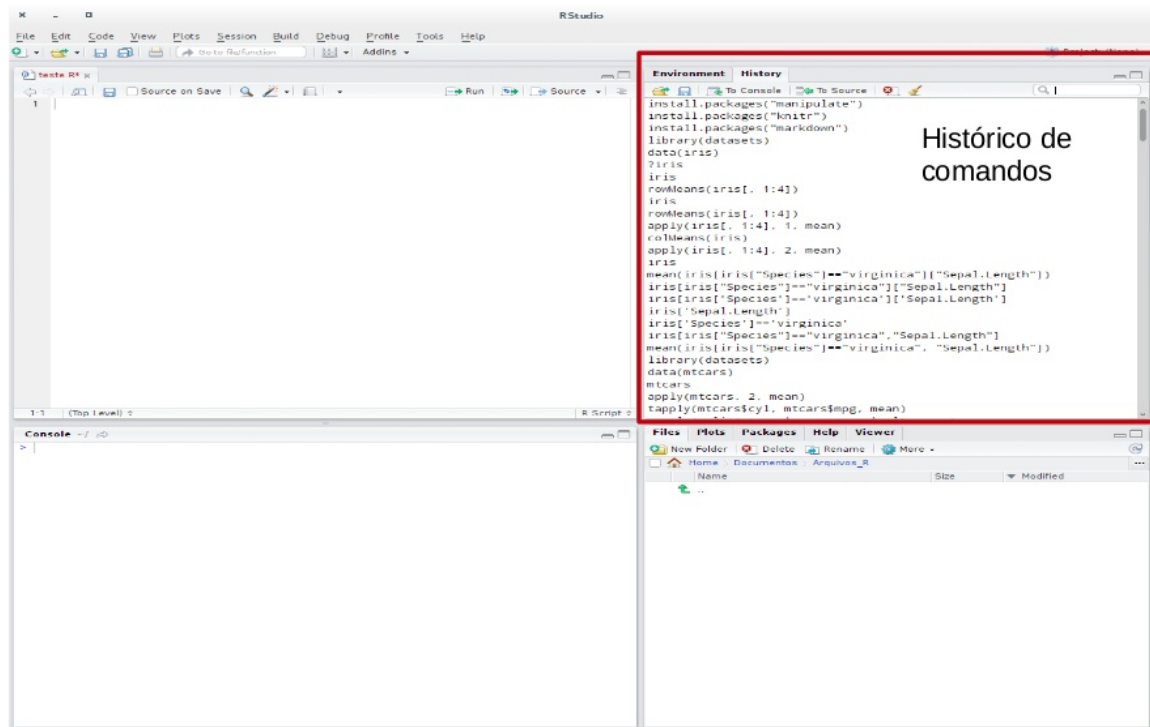 RStudio
File Edit Code View Plots Session Build Debug Profile Tools Help
Go to file/function Addins
Project: (None)
teste.R*
Source on Save Run Source
1
1:1 (Top Level) R Script
Console ~/
>
Environment History
To Console To Source
install.packages("manipulate")
install.packages("knitr")
install.packages("markdown")
library(datasets)
data(iris)
?iris
iris
rowMeans(iris[, 1:4])
iris
rowMeans(iris[, 1:4])
apply(iris[, 1:4], 1, mean)
colMeans(iris)
apply(iris[, 1:4], 2, mean)
iris
mean(iris[iris["Species"]=="virginica"]["Sepal.Length"])
iris[iris["Species"]=="virginica"]["Sepal.Length"]
iris[iris['Species']=='virginica']['Sepal.Length']
iris['Sepal.Length']
iris['Species']=='virginica'
iris[iris["Species"]=="virginica","Sepal.Length"]
mean(iris[iris["Species"]=="virginica", "Sepal.Length"])
library(datasets)
data(mtcars)
mtcars
apply(mtcars, 2, mean)
tapply(mtcars$cyl, mtcars$mpg, mean)
Histórico de
comandos
Files Plots Packages Help Viewer
New Folder Delete Rename More
Home Documentos Arquivos_R
Name Size Modified
..